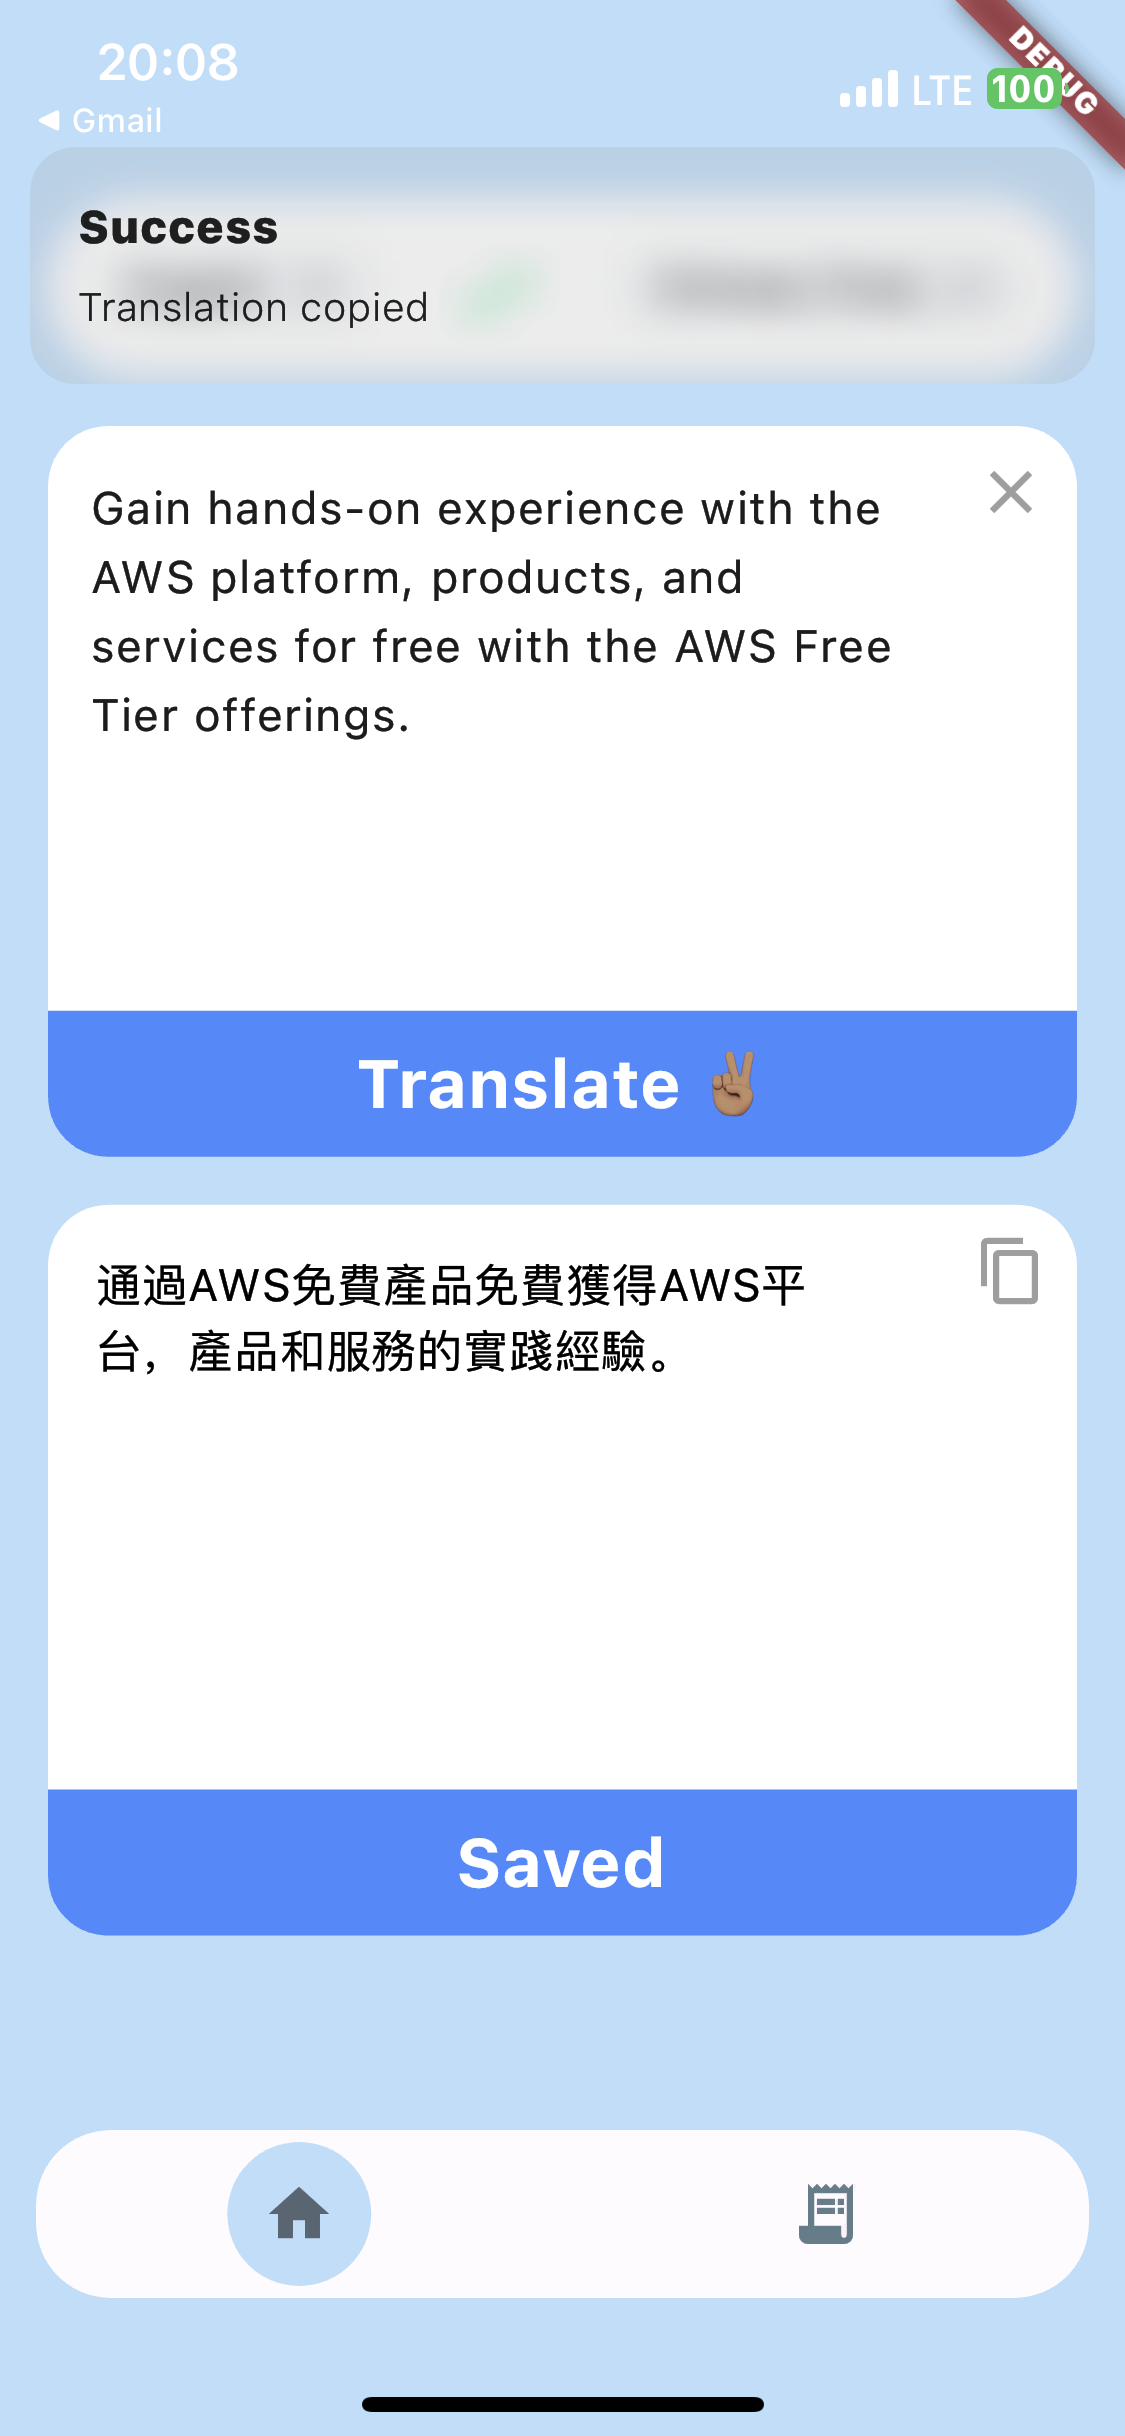 20:08
LTE 100
DEBUG
◀ Gmail
Success
Translation copied
Gain hands-on experience with the
AWS platform, products, and
services for free with the AWS Free
Tier offerings.
Translate ✌🏽
通過AWS免費產品免費獲得AWS平
台，產品和服務的實踐經驗。
Saved